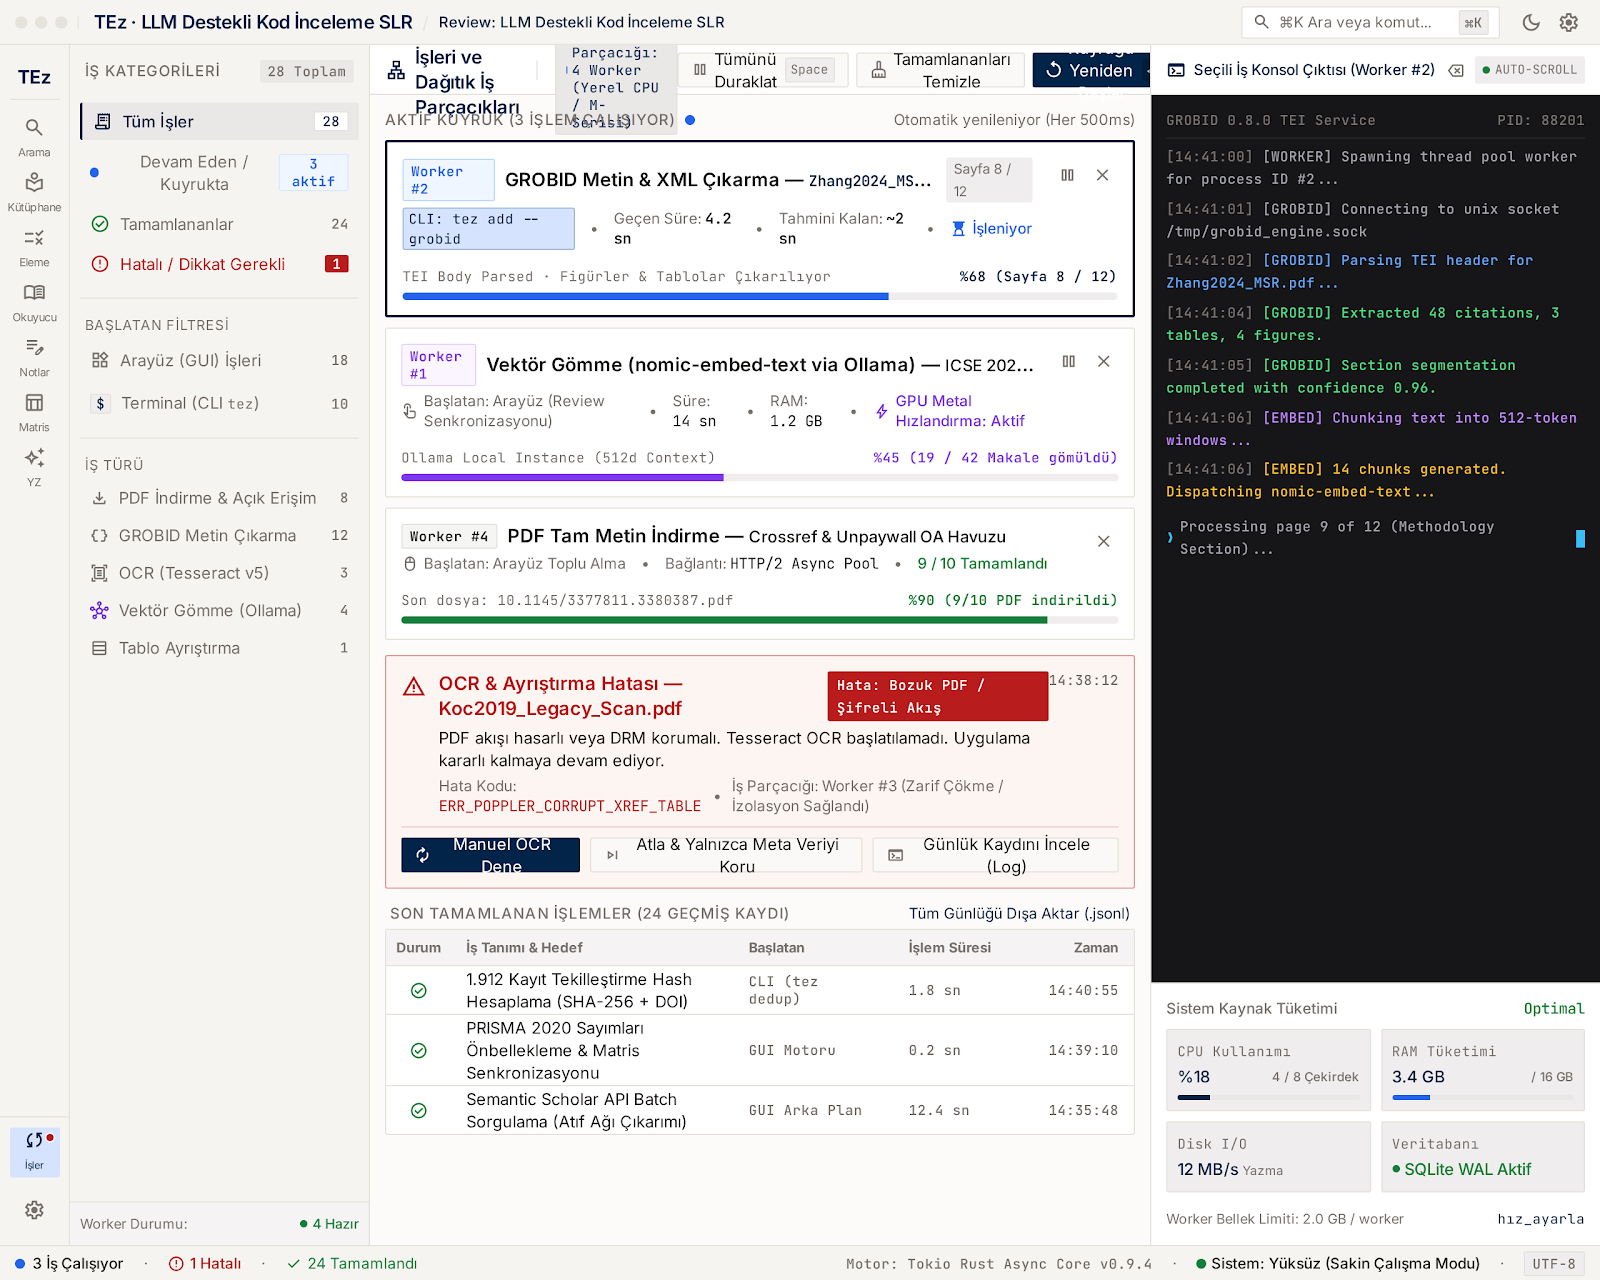 TEz · LLM Destekli Kod İnceleme SLR
/
Review: LLM Destekli Kod İnceleme SLR
⌘K Ara veya komut...
⌘K
TEz
Arama
Kütüphane
Eleme
Okuyucu
Notlar
Matris
YZ
İşler
İŞ KATEGORİLERİ
28 Toplam
Tüm İşler
28
Devam Eden /
Kuyrukta
3
aktif
Tamamlananlar
24
Hatalı / Dikkat Gerekli
1
BAŞLATAN FİLTRESİ
Arayüz (GUI) İşleri
18
$ Terminal (CLI tez)
10
İŞ TÜRÜ
PDF İndirme & Açık Erişim
8
GROBID Metin Çıkarma
12
OCR (Tesseract v5)
3
Vektör Gömme (Ollama)
4
Tablo Ayrıştırma
1
Worker Durumu:
● 4 Hazır
İşleri ve
Dağıtık İş
Parçacıkları
Parçacığı:
4 Worker
(Yerel CPU
/ M-
Serisi)
Tümünü
Duraklat
Space
Tamamlananları
Temizle
Yeniden
AKTİF KUYRUK (3 İŞLEM ÇALIŞIYOR)
Otomatik yenileniyor (Her 500ms)
Worker
#2
GROBID Metin & XML Çıkarma — Zhang2024_MS...
Sayfa 8 /
12
CLI: tez add --
grobid
• Geçen Süre: 4.2
sn
• Tahmini Kalan: ~2
sn
• İşleniyor
TEI Body Parsed · Figürler & Tablolar Çıkarılıyor
%68 (Sayfa 8 / 12)
Worker
#1
Vektör Gömme (nomic-embed-text via Ollama) — ICSE 202...
Başlatan: Arayüz (Review
Senkronizasyonu)
• Süre:
14 sn
• RAM:
1.2 GB
• GPU Metal
Hızlandırma: Aktif
Ollama Local Instance (512d Context)
%45 (19 / 42 Makale gömüldü)
Worker #4
PDF Tam Metin İndirme — Crossref & Unpaywall OA Havuzu
Başlatan: Arayüz Toplu Alma • Bağlantı: HTTP/2 Async Pool • 9 / 10 Tamamlandı
Son dosya: 10.1145/3377811.3380387.pdf
%90 (9/10 PDF indirildi)
OCR & Ayrıştırma Hatası —
Koc2019_Legacy_Scan.pdf
Hata: Bozuk PDF /
Şifreli Akış
14:38:12
PDF akışı hasarlı veya DRM korumalı. Tesseract OCR başlatılamadı. Uygulama
kararlı kalmaya devam ediyor.
Hata Kodu:
ERR_POPPLER_CORRUPT_XREF_TABLE
• İş Parçacığı: Worker #3 (Zarif Çökme /
İzolasyon Sağlandı)
Manuel OCR
Dene
Atla & Yalnızca Meta Veriyi
Koru
Günlük Kaydını İncele
(Log)
SON TAMAMLANAN İŞLEMLER (24 GEÇMİŞ KAYDI)
Tüm Günlüğü Dışa Aktar (.jsonl)
Durum
İş Tanımı & Hedef
Başlatan
İşlem Süresi
Zaman
1.912 Kayıt Tekilleştirme Hash
Hesaplama (SHA-256 + DOI)
CLI (tez
dedup)
1.8 sn
14:40:55
PRISMA 2020 Sayımları
Önbellekleme & Matris
Senkronizasyonu
GUI Motoru
0.2 sn
14:39:10
Semantic Scholar API Batch
Sorgulama (Atıf Ağı Çıkarımı)
GUI Arka Plan
12.4 sn
14:35:48
Seçili İş Konsol Çıktısı (Worker #2)
● AUTO-SCROLL
GROBID 0.8.0 TEI Service
PID: 88201
[14:41:00] [WORKER] Spawning thread pool worker
for process ID #2...
[14:41:01] [GROBID] Connecting to unix socket
/tmp/grobid_engine.sock
[14:41:02] [GROBID] Parsing TEI header for
Zhang2024_MSR.pdf...
[14:41:04] [GROBID] Extracted 48 citations, 3
tables, 4 figures.
[14:41:05] [GROBID] Section segmentation
completed with confidence 0.96.
[14:41:06] [EMBED] Chunking text into 512-token
windows...
[14:41:06] [EMBED] 14 chunks generated.
Dispatching nomic-embed-text...
❯ Processing page 9 of 12 (Methodology
Section)...
Sistem Kaynak Tüketimi
Optimal
CPU Kullanımı
%18
4 / 8 Çekirdek
RAM Tüketimi
3.4 GB
/ 16 GB
Disk I/O
12 MB/s Yazma
Veritabanı
● SQLite WAL Aktif
Worker Bellek Limiti: 2.0 GB / worker
hız_ayarla
● 3 İş Çalışıyor
·
1 Hatalı
·
24 Tamamlandı
Motor: Tokio Rust Async Core v0.9.4
·
● Sistem: Yüksüz (Sakin Çalışma Modu)
·
UTF-8